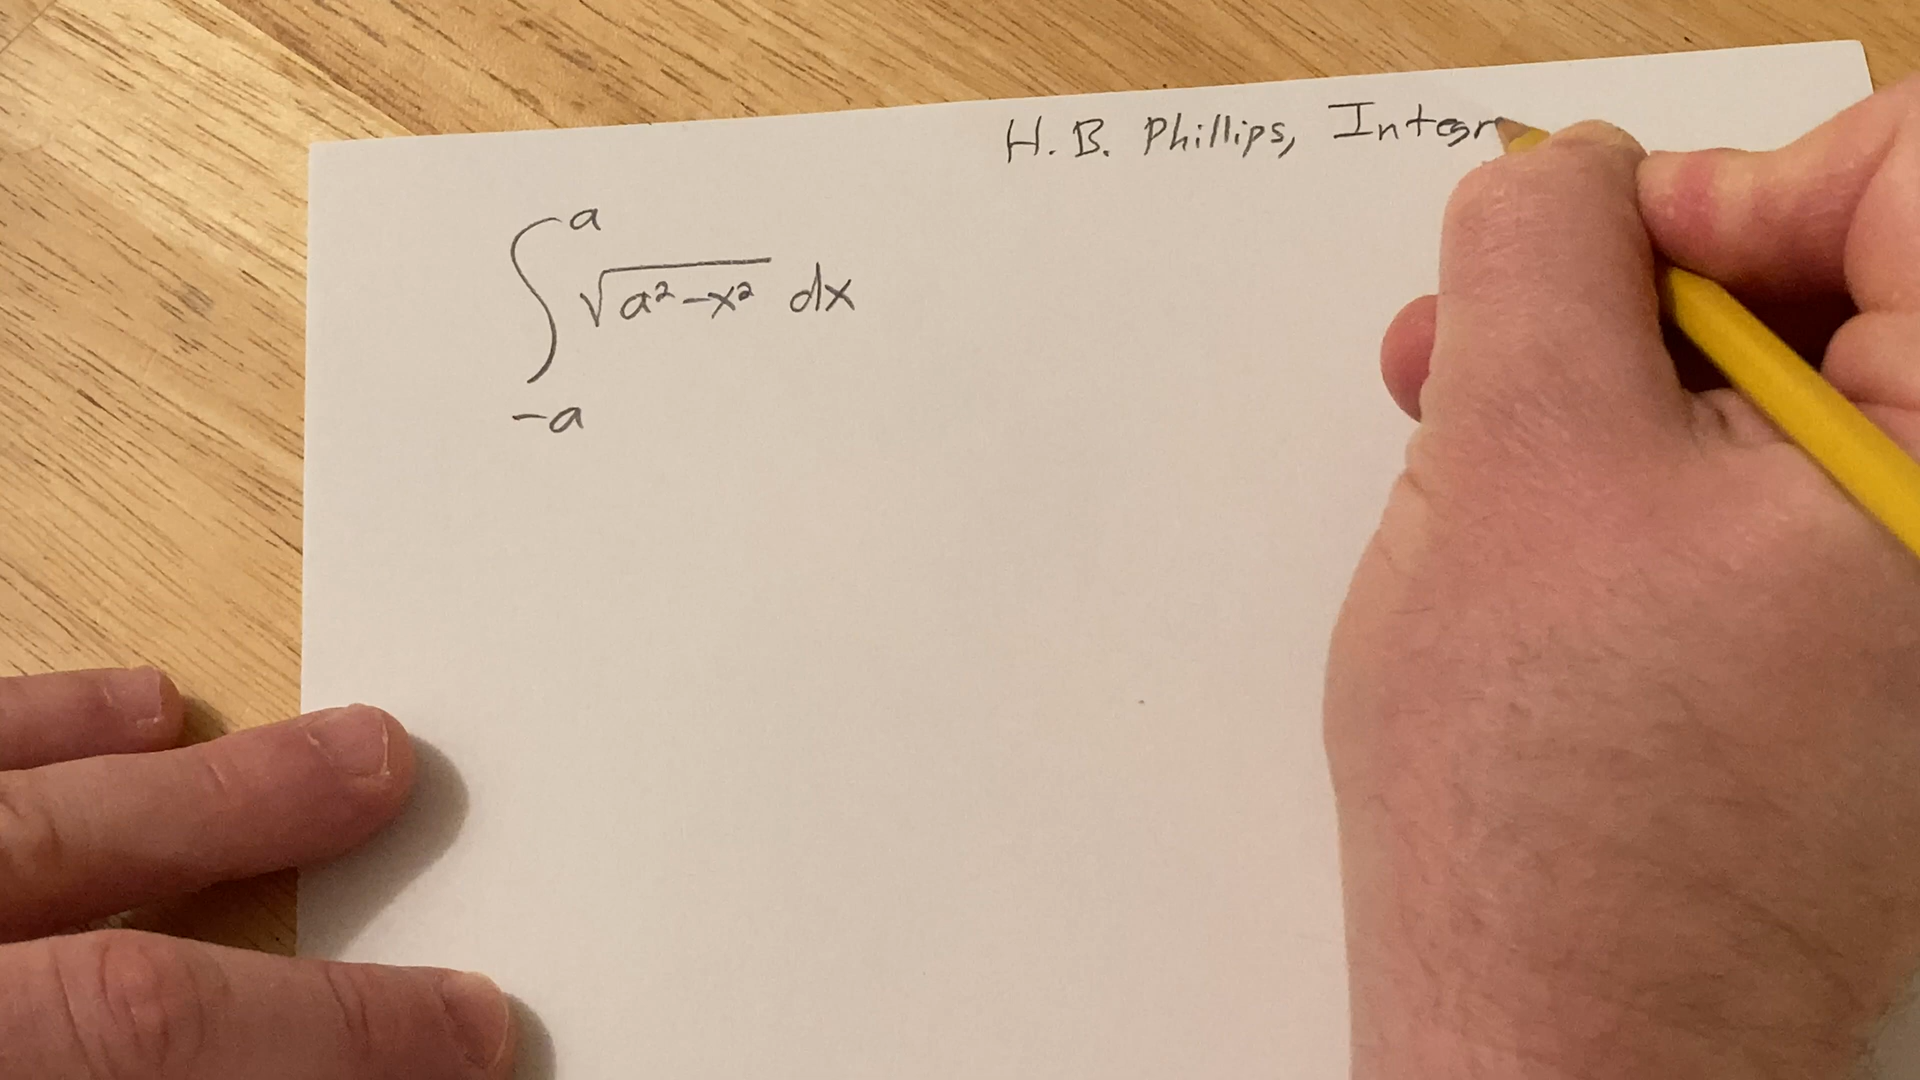 H. B. Phillips, Integr
∫_{-a}^{a} √(a²-x²) dx